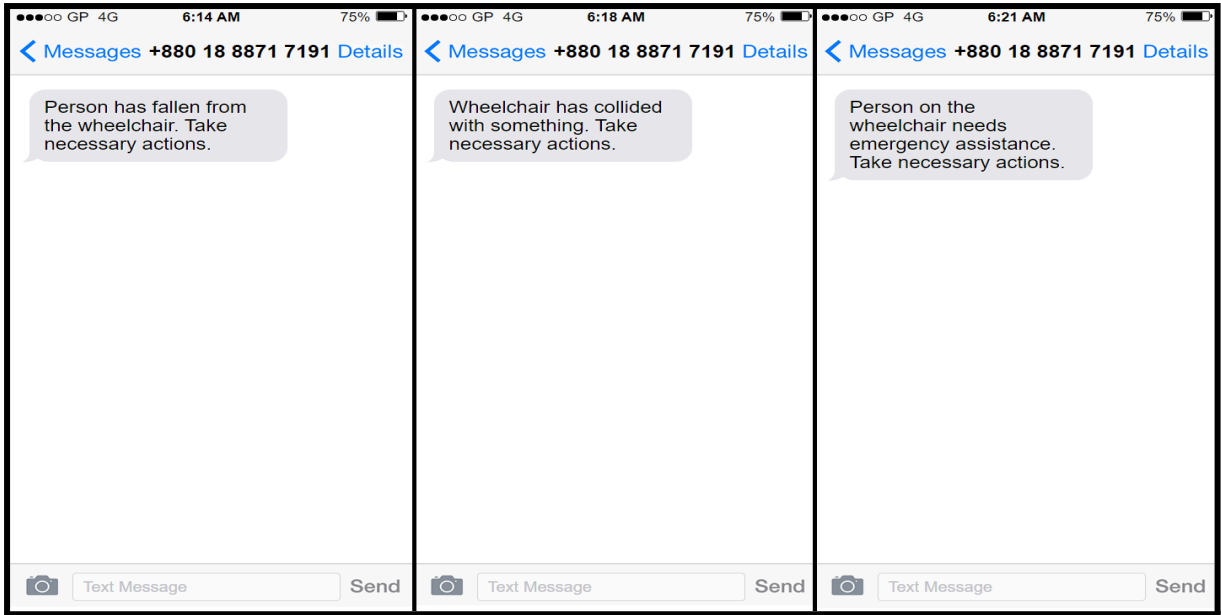 GP 4G 6:14 AM 75%
Messages +880 18 8871 7191 Details
Person has fallen from
the wheelchair. Take
necessary actions.
Text Message Send
GP 4G 6:18 AM 75%
Messages +880 18 8871 7191 Details
Wheelchair has collided
with something. Take
necessary actions.
Text Message Send
GP 4G 6:21 AM 75%
Messages +880 18 8871 7191 Details
Person on the
wheelchair needs
emergency assistance.
Take necessary actions.
Text Message Send